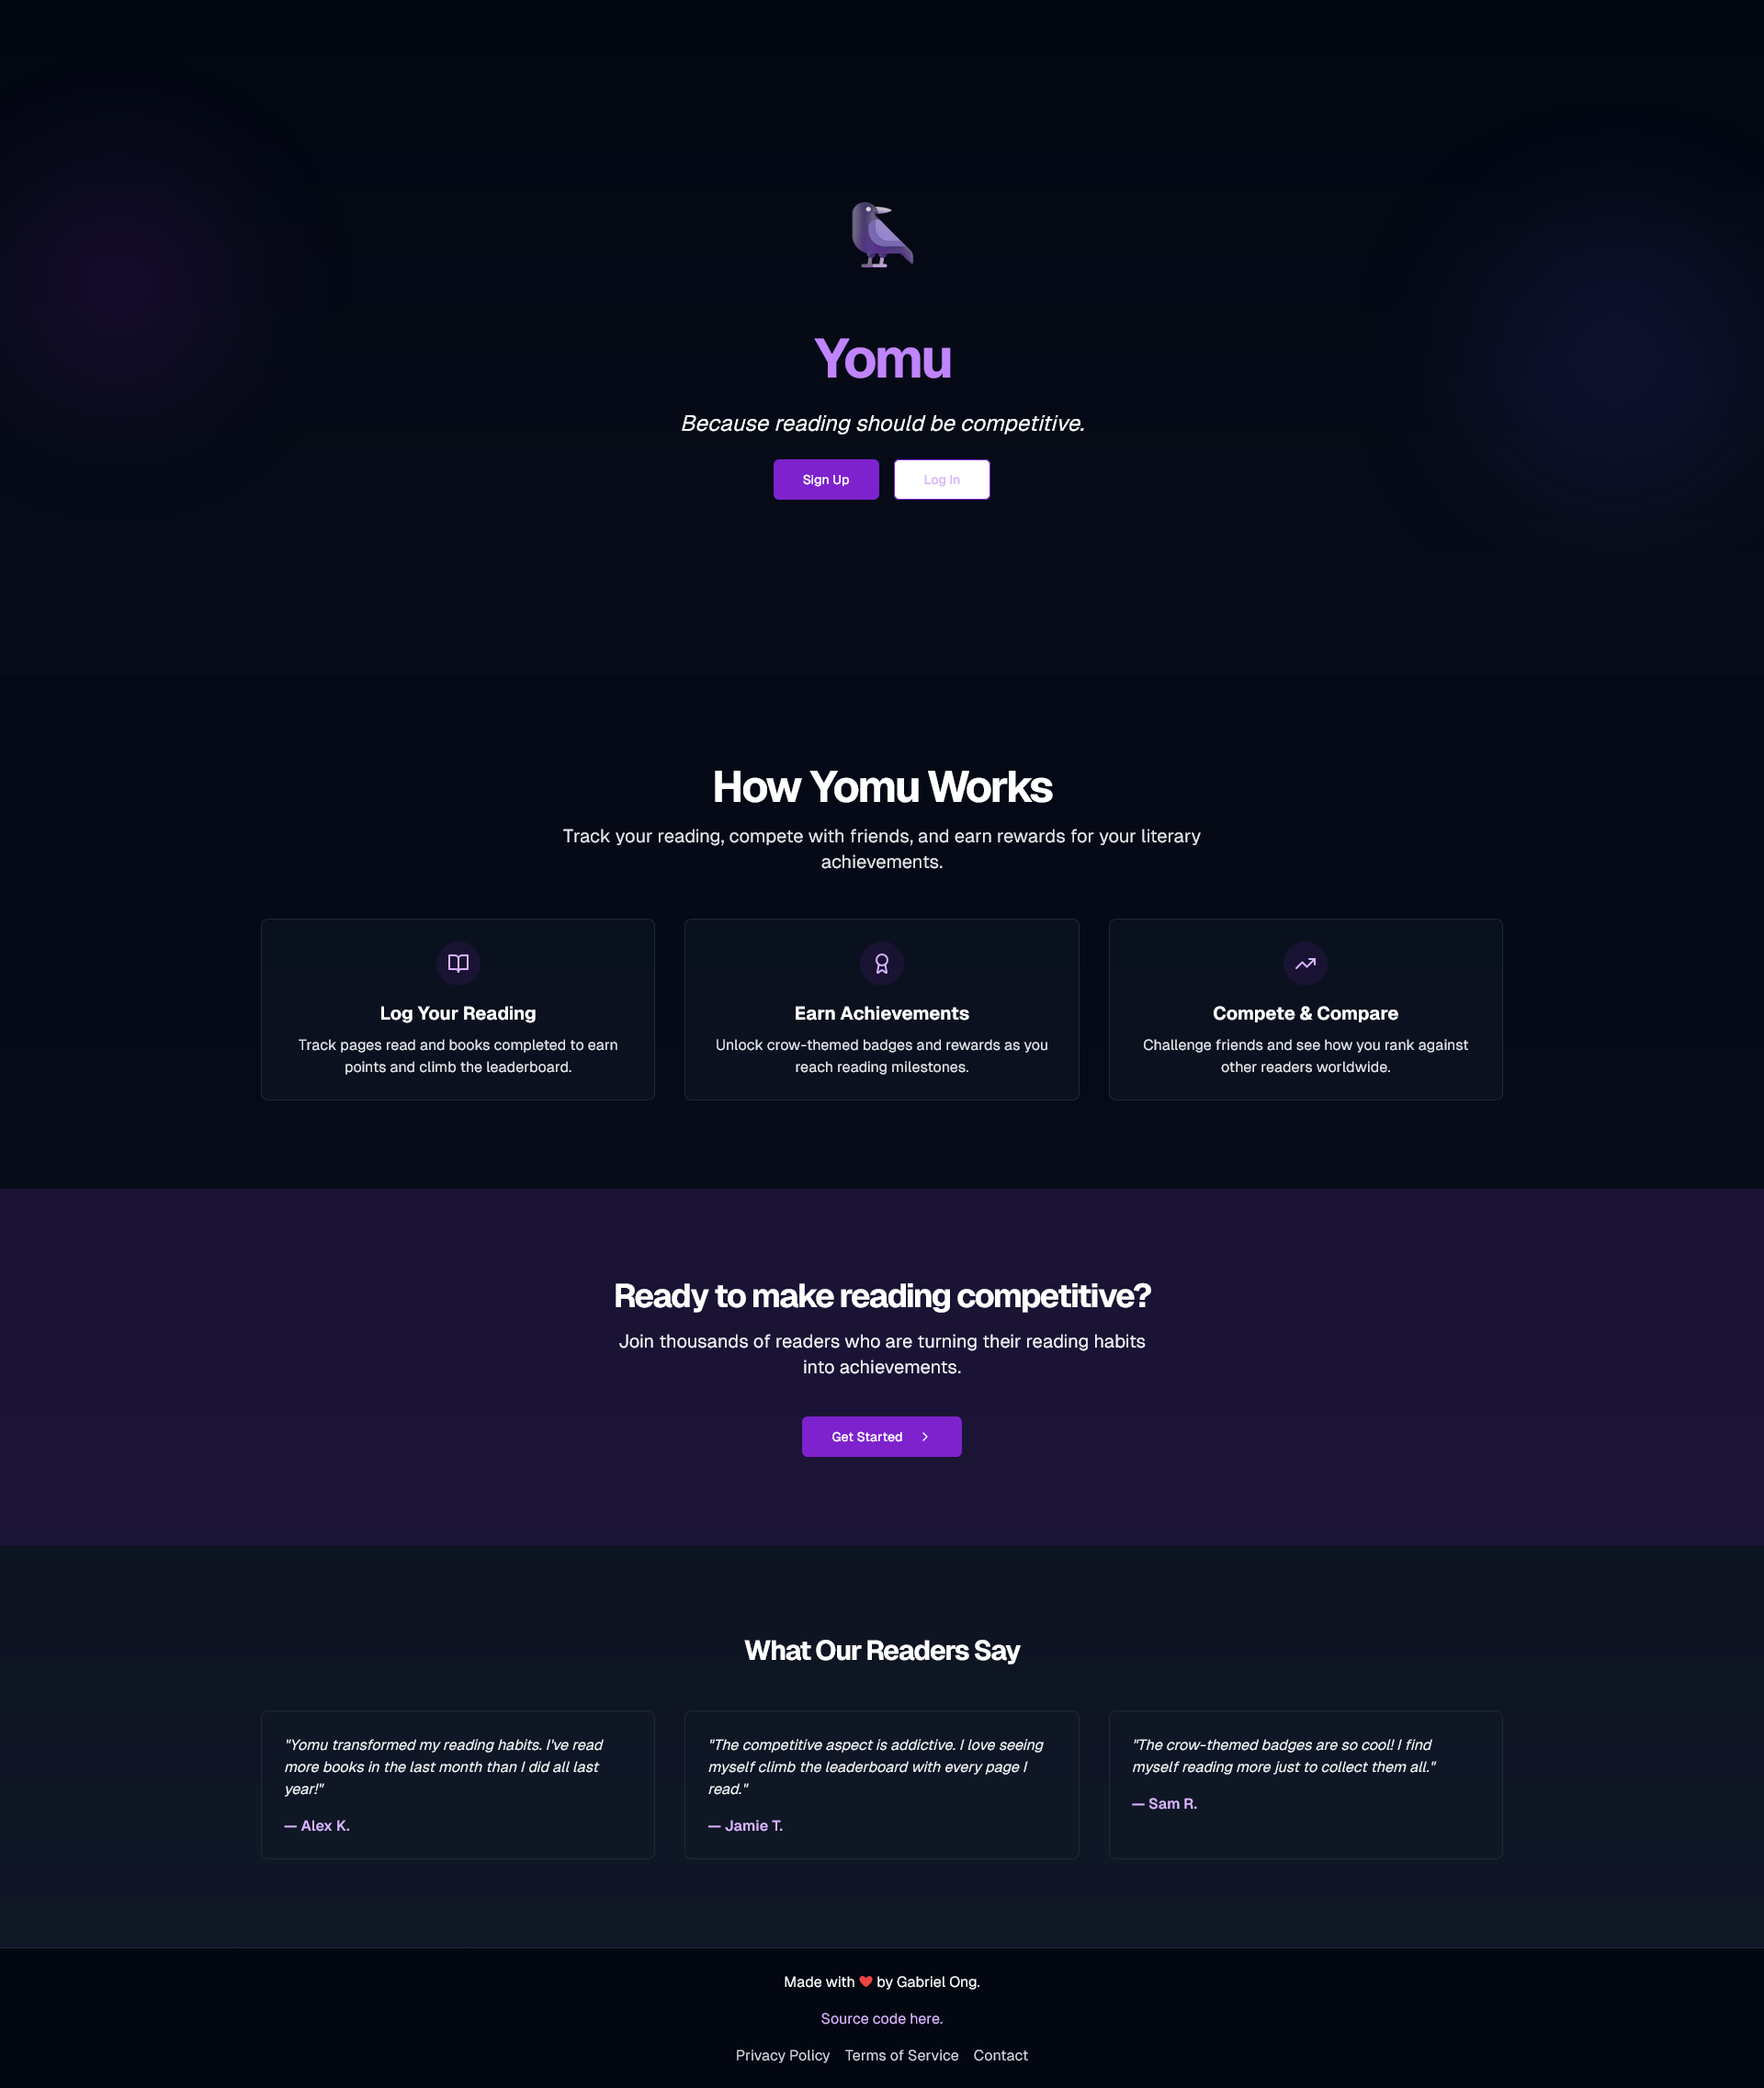 Yomu
Because reading should be competitive.
Sign Up
Log In
How Yomu Works
Track your reading, compete with friends, and earn rewards for your literary
achievements.
Log Your Reading
Track pages read and books completed to earn
points and climb the leaderboard.
Earn Achievements
Unlock crow-themed badges and rewards as you
reach reading milestones.
Compete & Compare
Challenge friends and see how you rank against
other readers worldwide.
Ready to make reading competitive?
Join thousands of readers who are turning their reading habits
into achievements.
Get Started
What Our Readers Say
"Yomu transformed my reading habits. I've read
more books in the last month than I did all last
year!"
— Alex K.
"The competitive aspect is addictive. I love seeing
myself climb the leaderboard with every page I
read."
— Jamie T.
"The crow-themed badges are so cool! I find
myself reading more just to collect them all."
— Sam R.
Made with ❤️ by Gabriel Ong.
Source code here.
Privacy Policy Terms of Service Contact